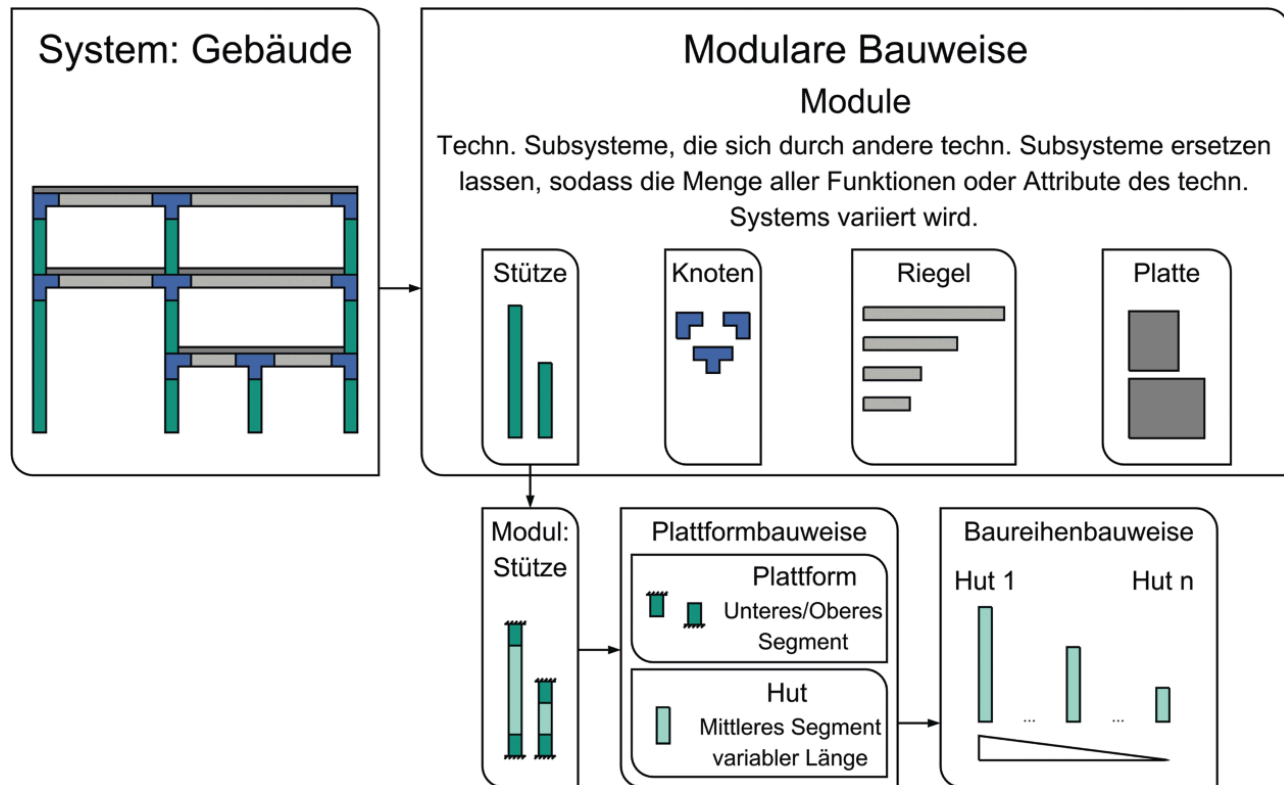 System: Gebäude
Modulare Bauweise
Module
Techn. Subsysteme, die sich durch andere techn. Subsysteme ersetzen
lassen, sodass die Menge aller Funktionen oder Attribute des techn.
Systems variiert wird.
Stütze
Knoten
Riegel
Platte
Modul:
Stütze
Plattformbauweise
Plattform
Unteres/Oberes
Segment
Hut
Mittleres Segment
variabler Länge
Baureihenbauweise
Hut 1
Hut n
... ...